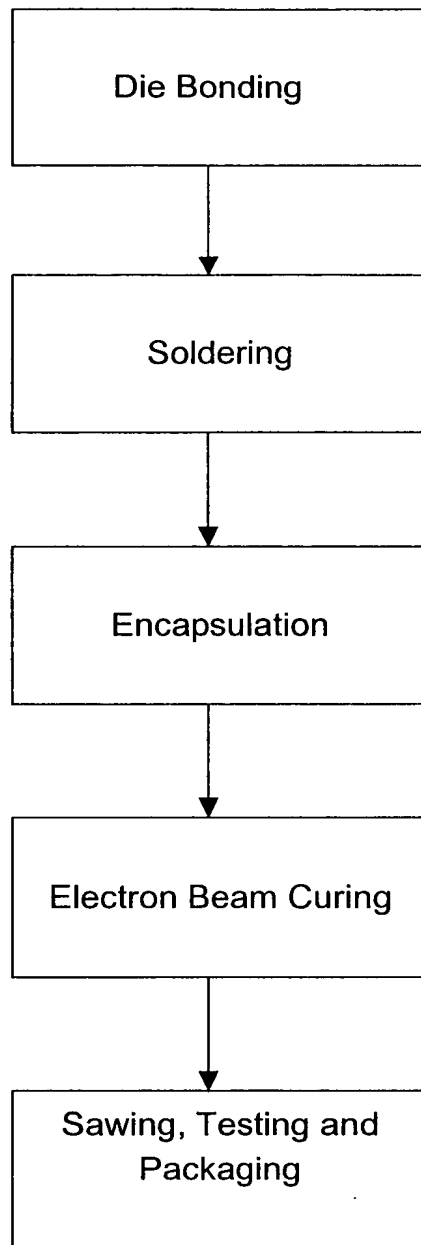 Die Bonding
Soldering
Encapsulation
Electron Beam Curing
Sawing, Testing and
Packaging